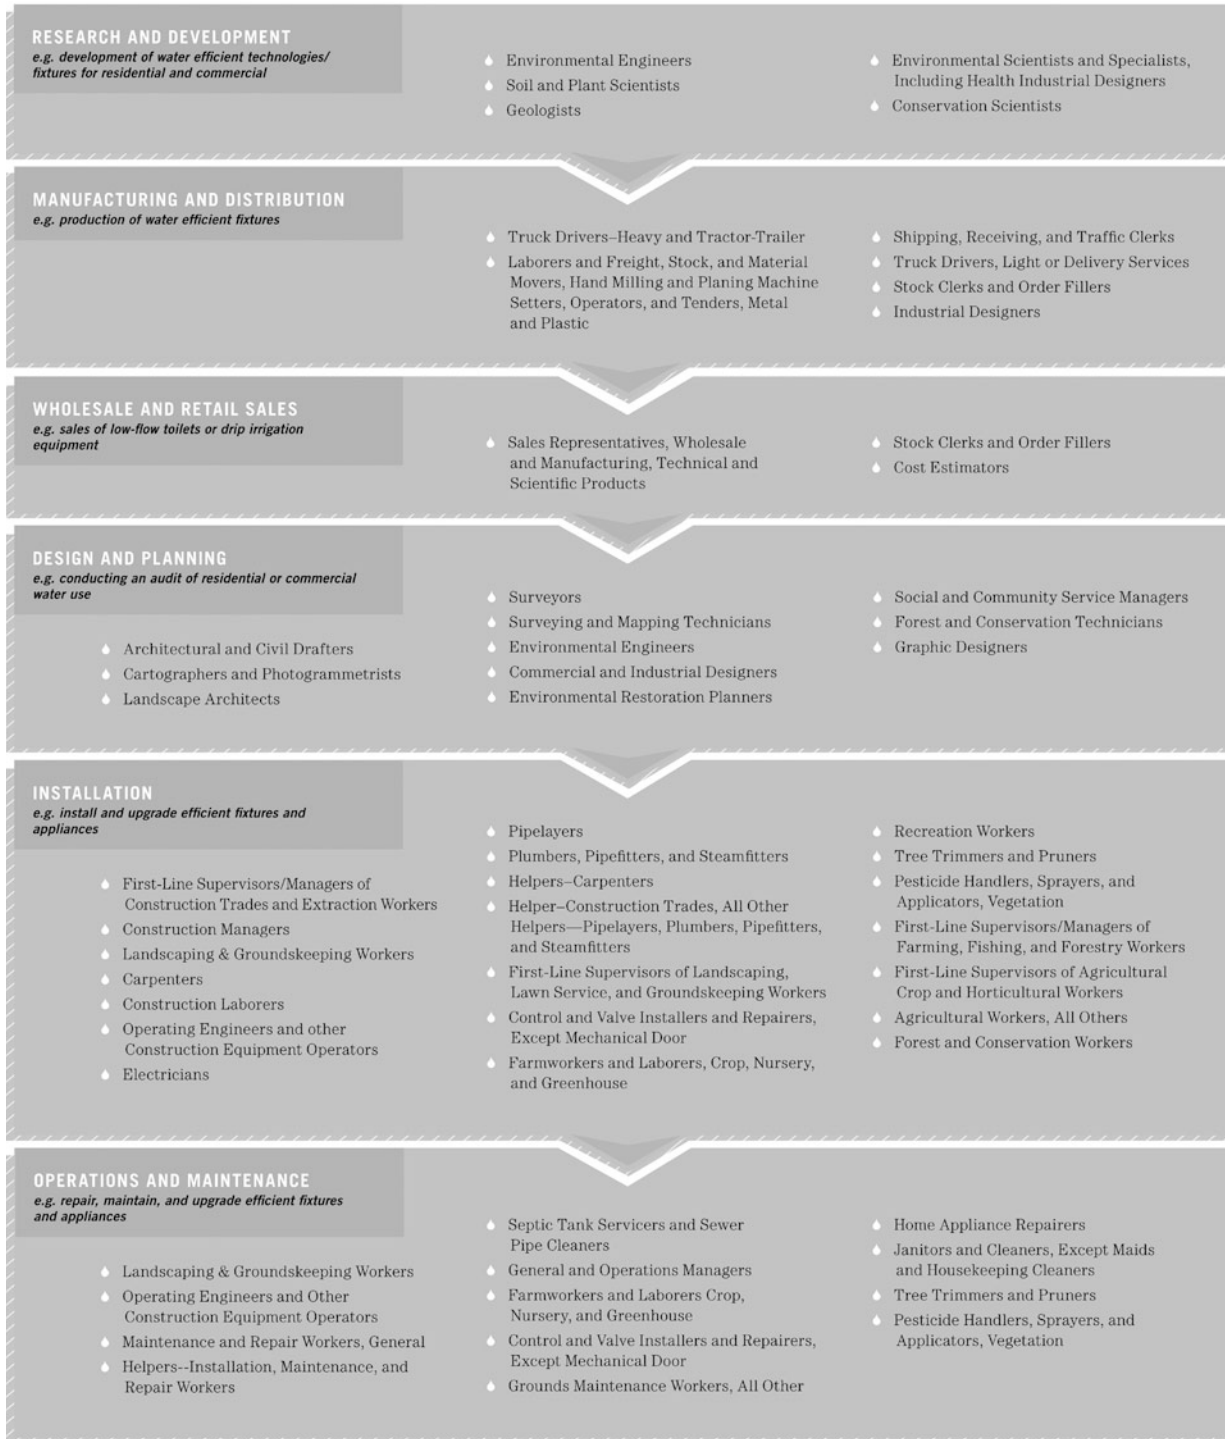 RESEARCH AND DEVELOPMENT
e.g. development of water efficient technologies/
fixtures for residential and commercial
Environmental Engineers
Soil and Plant Scientists
Geologists
Environmental Scientists and Specialists,
Including Health Industrial Designers
Conservation Scientists
MANUFACTURING AND DISTRIBUTION
e.g. production of water efficient fixtures
Truck Drivers–Heavy and Tractor-Trailer
Laborers and Freight, Stock, and Material
Movers, Hand Milling and Planing Machine
Setters, Operators, and Tenders, Metal
and Plastic
Shipping, Receiving, and Traffic Clerks
Truck Drivers, Light or Delivery Services
Stock Clerks and Order Fillers
Industrial Designers
WHOLESALE AND RETAIL SALES
e.g. sales of low-flow toilets or drip irrigation
equipment
Sales Representatives, Wholesale
and Manufacturing, Technical and
Scientific Products
Stock Clerks and Order Fillers
Cost Estimators
DESIGN AND PLANNING
e.g. conducting an audit of residential or commercial
water use
Architectural and Civil Drafters
Cartographers and Photogrammetrists
Landscape Architects
Surveyors
Surveying and Mapping Technicians
Environmental Engineers
Commercial and Industrial Designers
Environmental Restoration Planners
Social and Community Service Managers
Forest and Conservation Technicians
Graphic Designers
INSTALLATION
e.g. install and upgrade efficient fixtures and
appliances
First-Line Supervisors/Managers of
Construction Trades and Extraction Workers
Construction Managers
Landscaping & Groundskeeping Workers
Carpenters
Construction Laborers
Operating Engineers and other
Construction Equipment Operators
Electricians
Pipelayers
Plumbers, Pipefitters, and Steamfitters
Helpers–Carpenters
Helper–Construction Trades, All Other
Helpers—Pipelayers, Plumbers, Pipefitters,
and Steamfitters
First-Line Supervisors of Landscaping,
Lawn Service, and Groundskeeping Workers
Control and Valve Installers and Repairers,
Except Mechanical Door
Farmworkers and Laborers, Crop, Nursery,
and Greenhouse
Recreation Workers
Tree Trimmers and Pruners
Pesticide Handlers, Sprayers, and
Applicators, Vegetation
First-Line Supervisors/Managers of
Farming, Fishing, and Forestry Workers
First-Line Supervisors of Agricultural
Crop and Horticultural Workers
Agricultural Workers, All Others
Forest and Conservation Workers
OPERATIONS AND MAINTENANCE
e.g. repair, maintain, and upgrade efficient fixtures
and appliances
Landscaping & Groundskeeping Workers
Operating Engineers and Other
Construction Equipment Operators
Maintenance and Repair Workers, General
Helpers--Installation, Maintenance, and
Repair Workers
Septic Tank Servicers and Sewer
Pipe Cleaners
General and Operations Managers
Farmworkers and Laborers Crop,
Nursery, and Greenhouse
Control and Valve Installers and Repairers,
Except Mechanical Door
Grounds Maintenance Workers, All Other
Home Appliance Repairers
Janitors and Cleaners, Except Maids
and Housekeeping Cleaners
Tree Trimmers and Pruners
Pesticide Handlers, Sprayers, and
Applicators, Vegetation